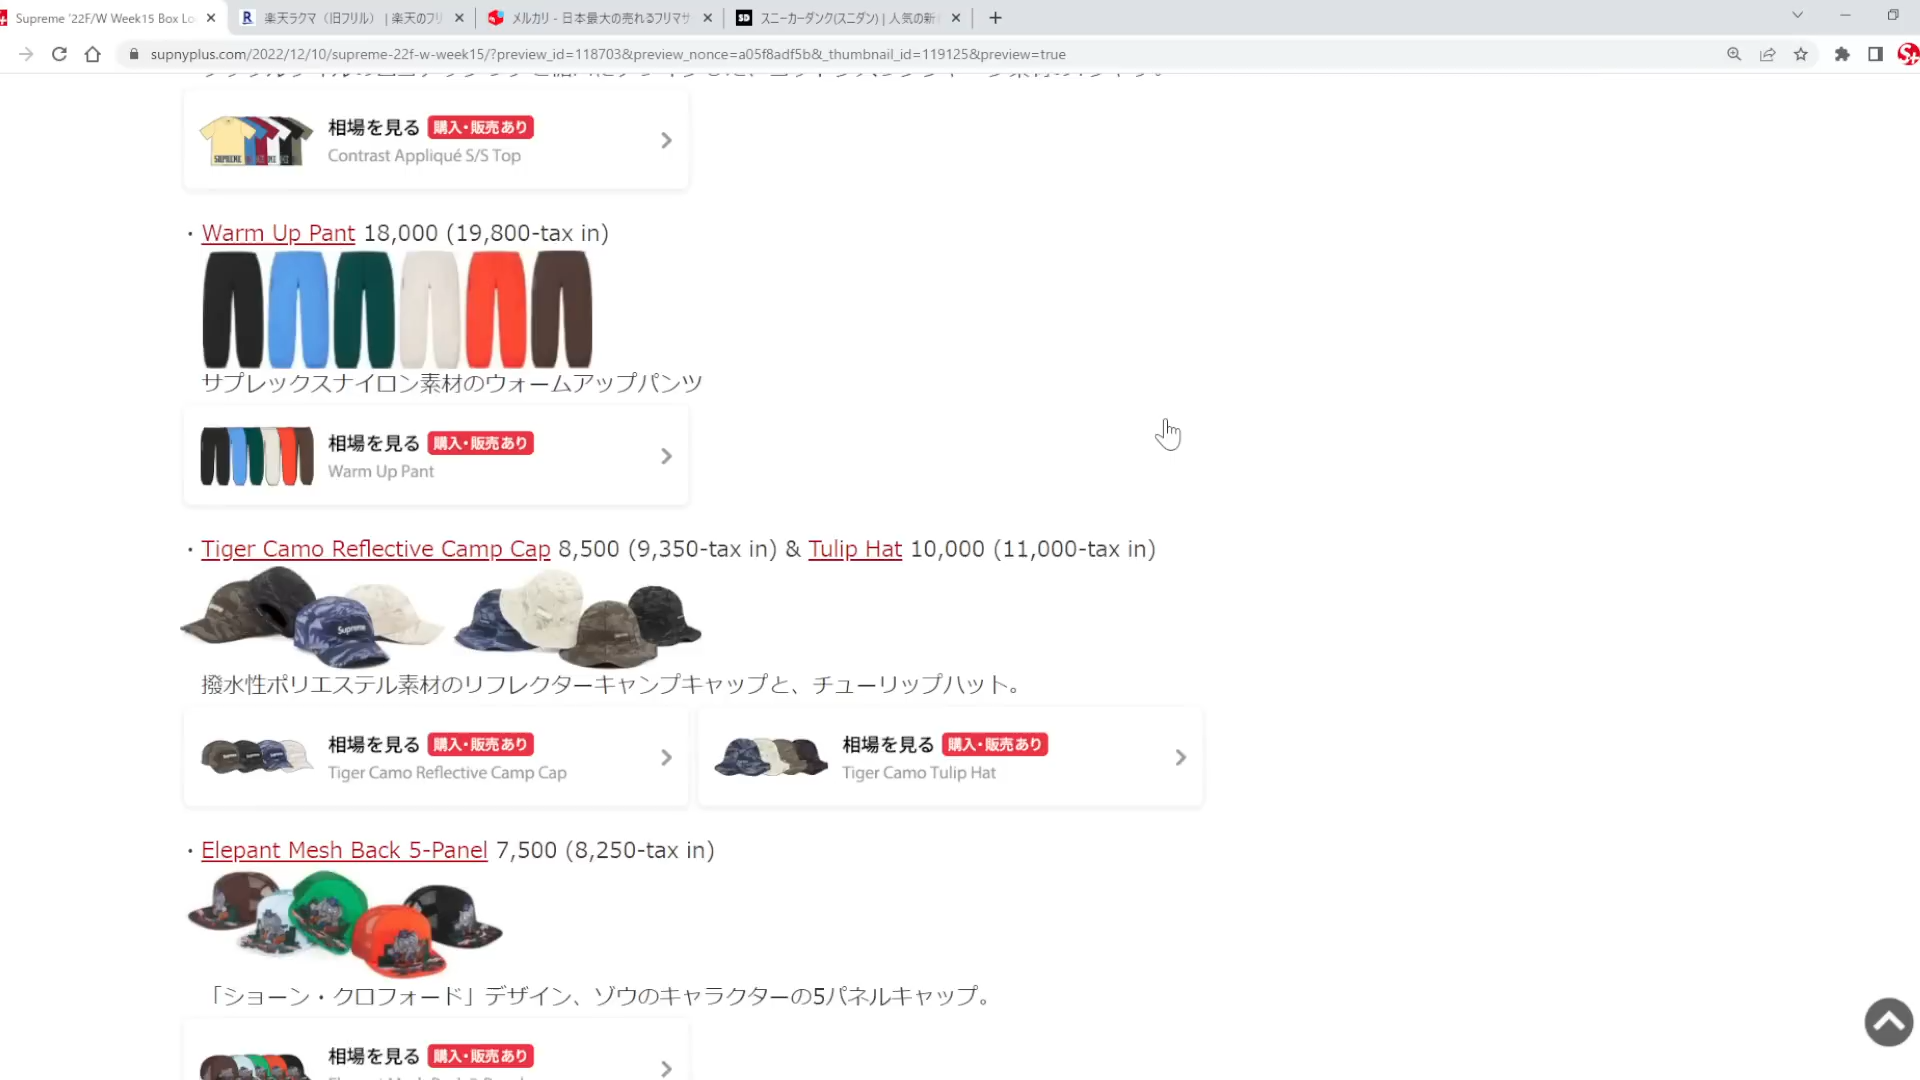 Supreme '22F/W Week15 Box Lo
楽天ラクマ（旧フリル） | 楽天のフリ
メルカリ - 日本最大の売れるフリマサ
スニーカーダンク(スニダン) | 人気の新
supnyplus.com/2022/12/10/supreme-22f-w-week15/?preview_id=118703&preview_nonce=a05f8adf5b&_thumbnail_id=119125&preview=true
相場を見る 購入・販売あり
Contrast Appliqué S/S Top
・Warm Up Pant 18,000 (19,800-tax in)
サプレックスナイロン素材のウォームアップパンツ
相場を見る 購入・販売あり
Warm Up Pant
・Tiger Camo Reflective Camp Cap 8,500 (9,350-tax in) & Tulip Hat 10,000 (11,000-tax in)
Supreme
撥水性ポリエステル素材のリフレクターキャンプキャップと、チューリップハット。
相場を見る 購入・販売あり
Tiger Camo Reflective Camp Cap
相場を見る 購入・販売あり
Tiger Camo Tulip Hat
・Elepant Mesh Back 5-Panel 7,500 (8,250-tax in)
「ショーン・クロフォード」デザイン、ゾウのキャラクターの5パネルキャップ。
相場を見る 購入・販売あり